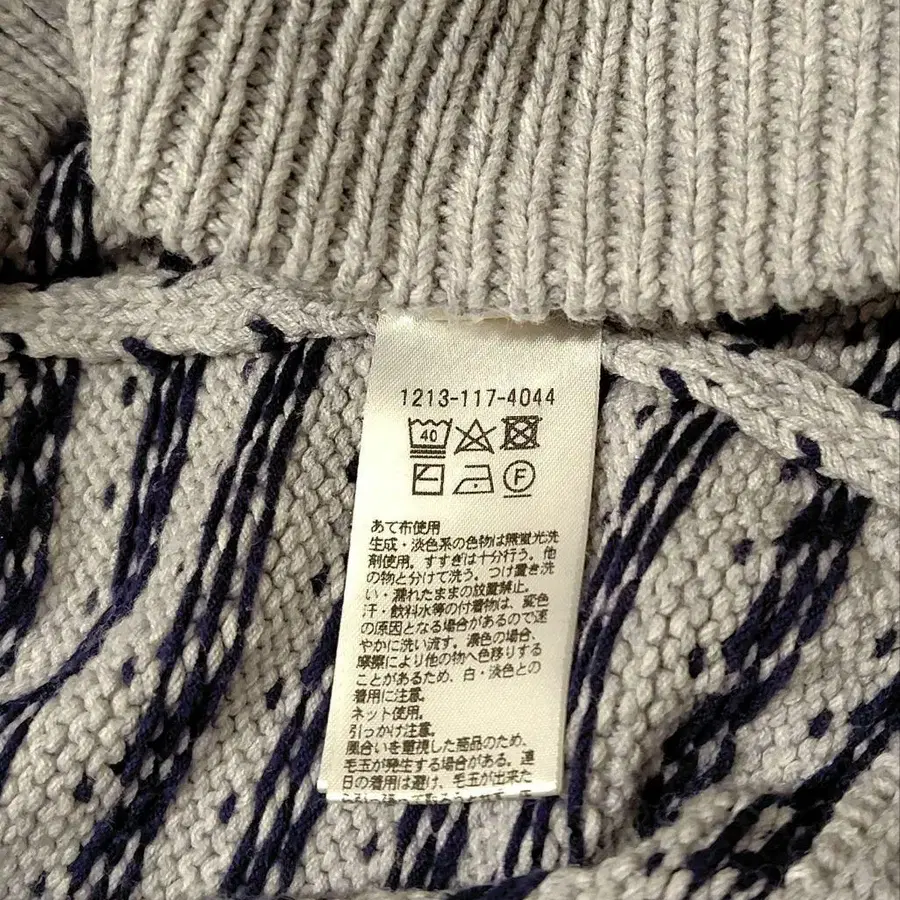 1213-117-4044
40
F
あて布使用
生成・淡色系の色物は無蛍光洗
剤使用。すすぎは十分行う。他
の物と分けて洗う。つけ置き洗
い・濡れたままの放置禁止。
汗・飲料水等の付着物は、変色
の原因となる場合があるので速
やかに洗い流す。濃色の場合、
摩擦により他の物へ色移りする
ことがあるため、白・淡色との
着用に注意。
ネット使用。
引っかけ注意。
風合いを重視した商品のため、
毛玉が発生する場合がある。連
日の着用は避け、毛玉が出来た